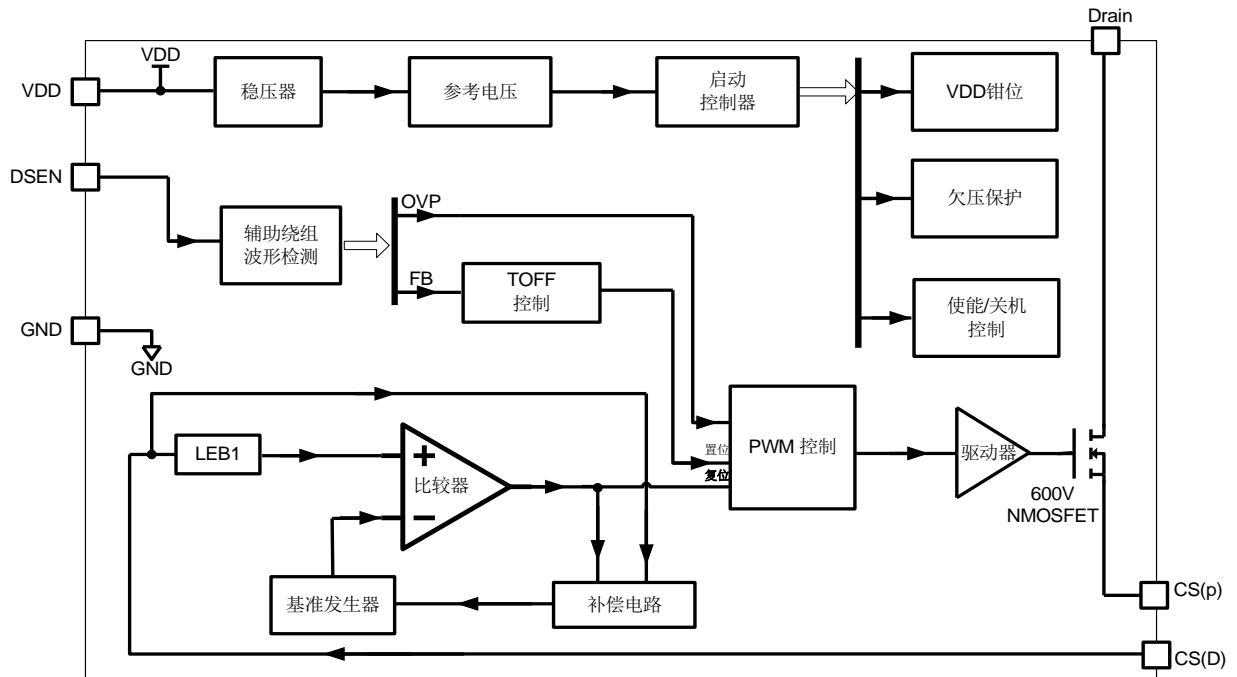 Drain
VDD
VDD
稳压器
参考电压
启动
控制器
VDD钳位
DSEN
辅助绕组
波形检测
OVP
FB
TOFF
控制
欠压保护
使能/关机
控制
GND
GND
LEB1
+
比较器
−
置位
复位
PWM 控制
驱动器
600V
NMOSFET
基准发生器
补偿电路
CS(p)
CS(D)